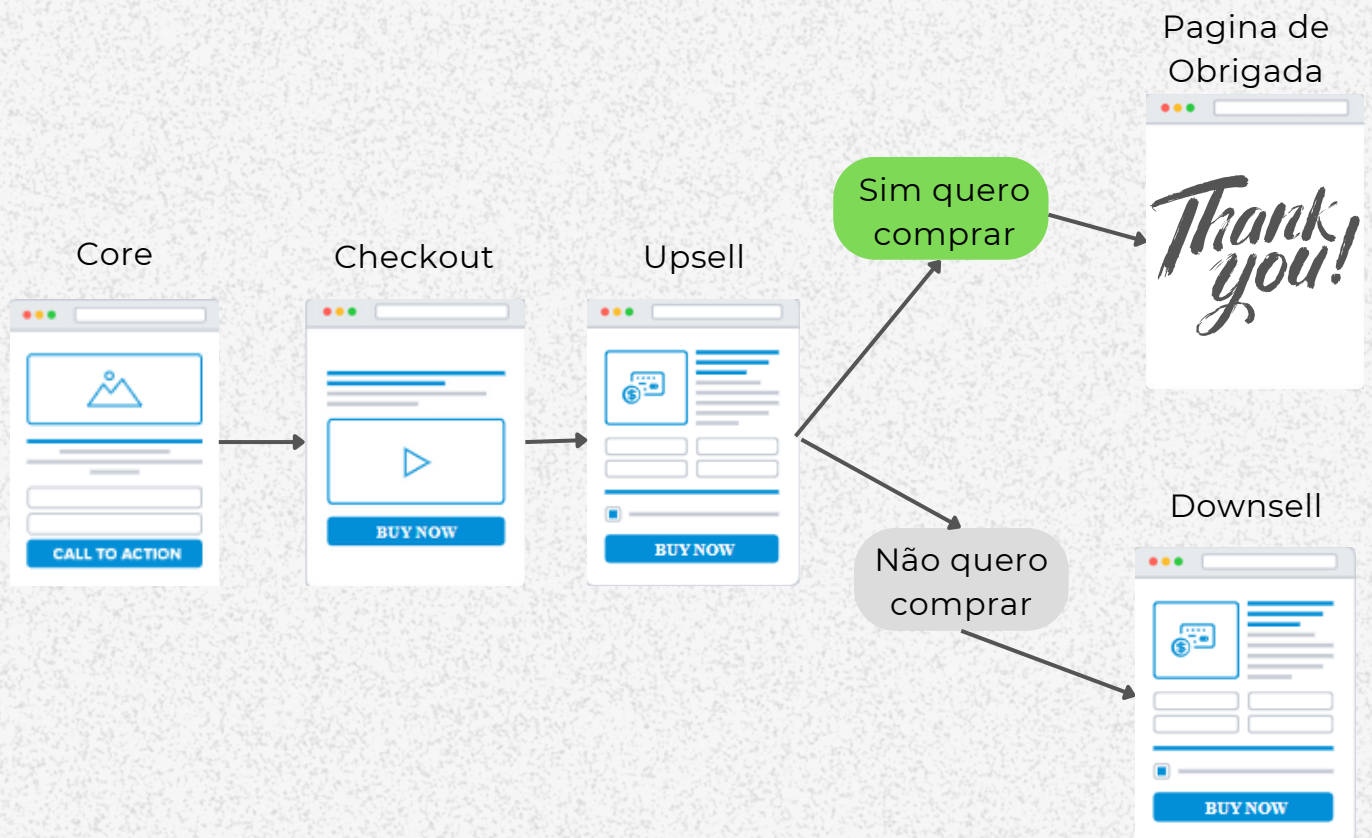 Core
CALL TO ACTION
Checkout
BUY NOW
Upsell
BUY NOW
Sim quero
comprar
Pagina de
Obrigada
Thank
you!
Não quero
comprar
Downsell
BUY NOW